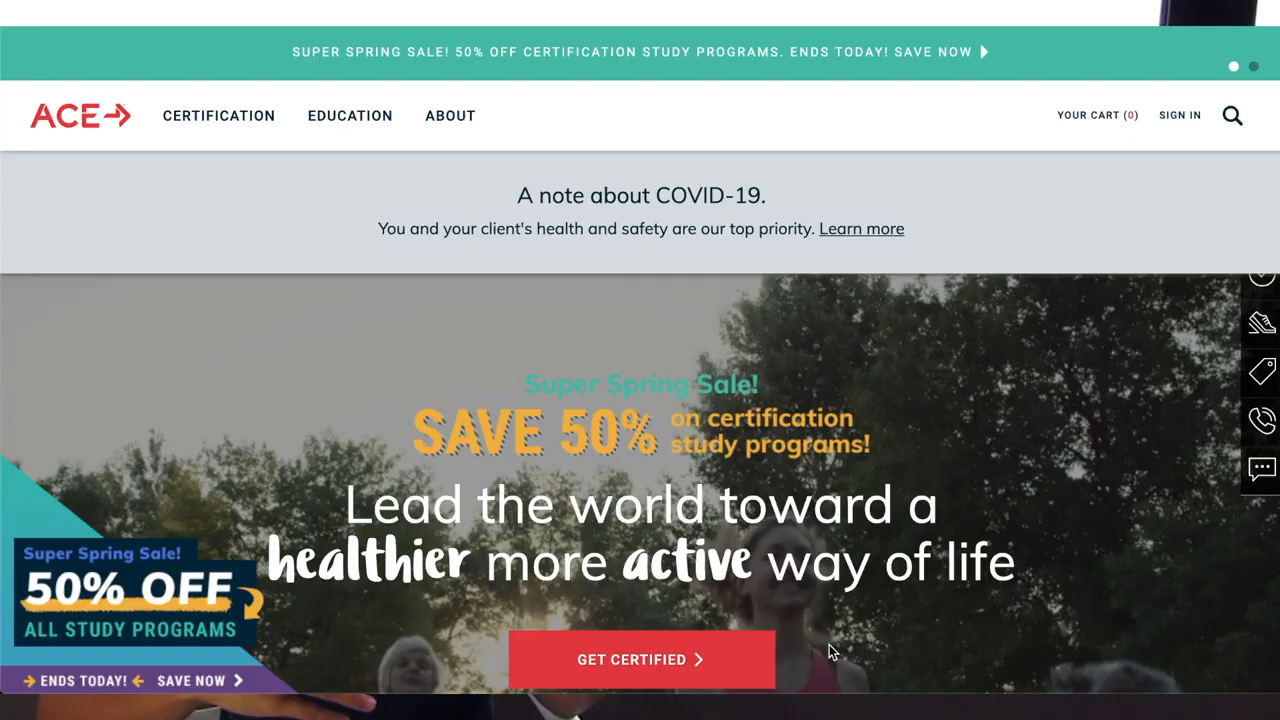 SUPER SPRING SALE! 50% OFF CERTIFICATION STUDY PROGRAMS. ENDS TODAY! SAVE NOW
ACE
CERTIFICATION
EDUCATION
ABOUT
YOUR CART (0)
SIGN IN
A note about COVID-19.
You and your client's health and safety are our top priority. Learn more
Super Spring Sale!
SAVE 50% on certification
study programs!
Lead the world toward a
healthier more active way of life
GET CERTIFIED
Super Spring Sale!
50% OFF
ALL STUDY PROGRAMS
ENDS TODAY!
SAVE NOW